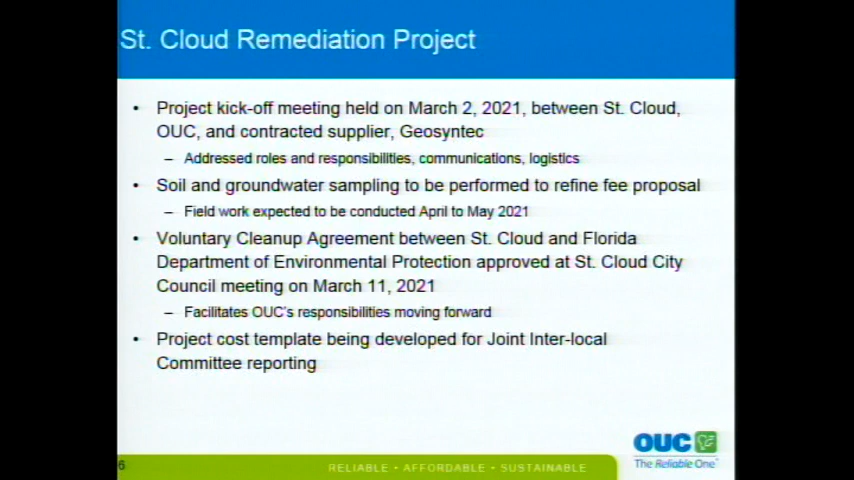 St. Cloud Remediation Project
• Project kick-off meeting held on March 2, 2021, between St. Cloud,
OUC, and contracted supplier, Geosyntec
– Addressed roles and responsibilities, communications, logistics
• Soil and groundwater sampling to be performed to refine fee proposal
– Field work expected to be conducted April to May 2021
• Voluntary Cleanup Agreement between St. Cloud and Florida
Department of Environmental Protection approved at St. Cloud City
Council meeting on March 11, 2021
– Facilitates OUC's responsibilities moving forward
• Project cost template being developed for Joint Inter-local
Committee reporting
OUC
The Reliable One
6
RELIABLE • AFFORDABLE • SUSTAINABLE